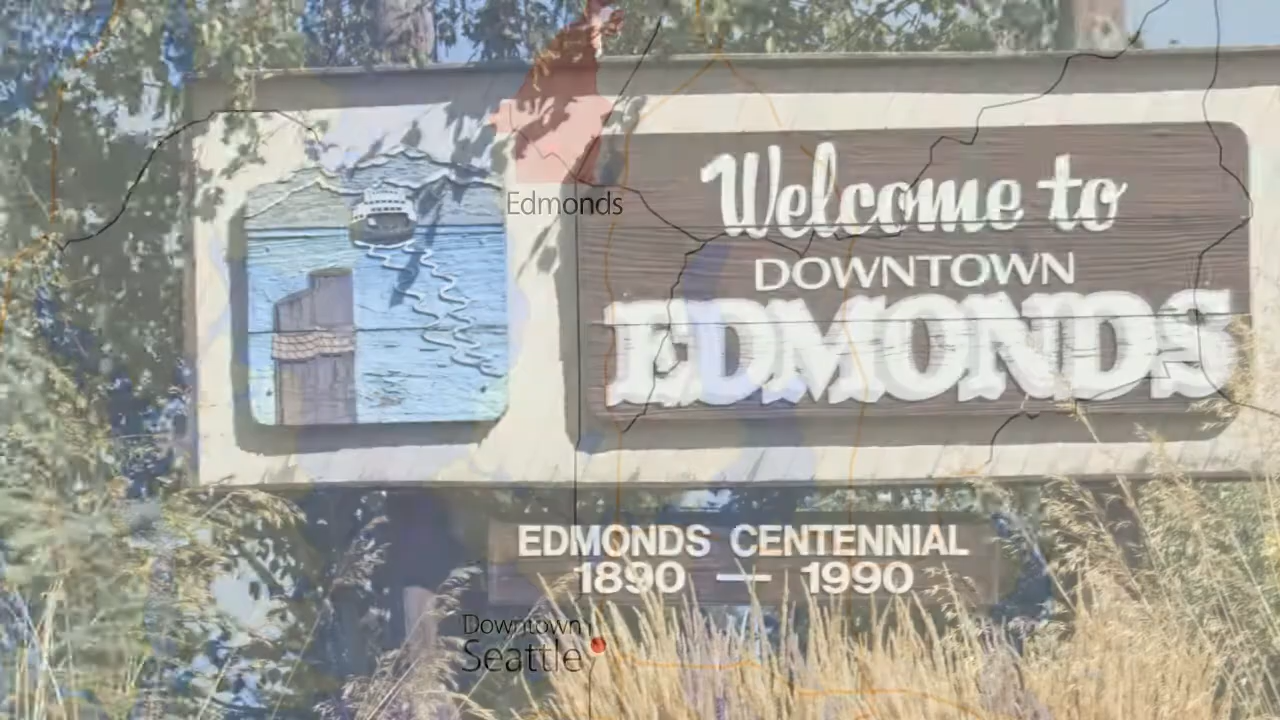 Edmonds
Welcome to
DOWNTOWN
EDMONDS
EDMONDS CENTENNIAL
1890 — 1990
Downtown
Seattle